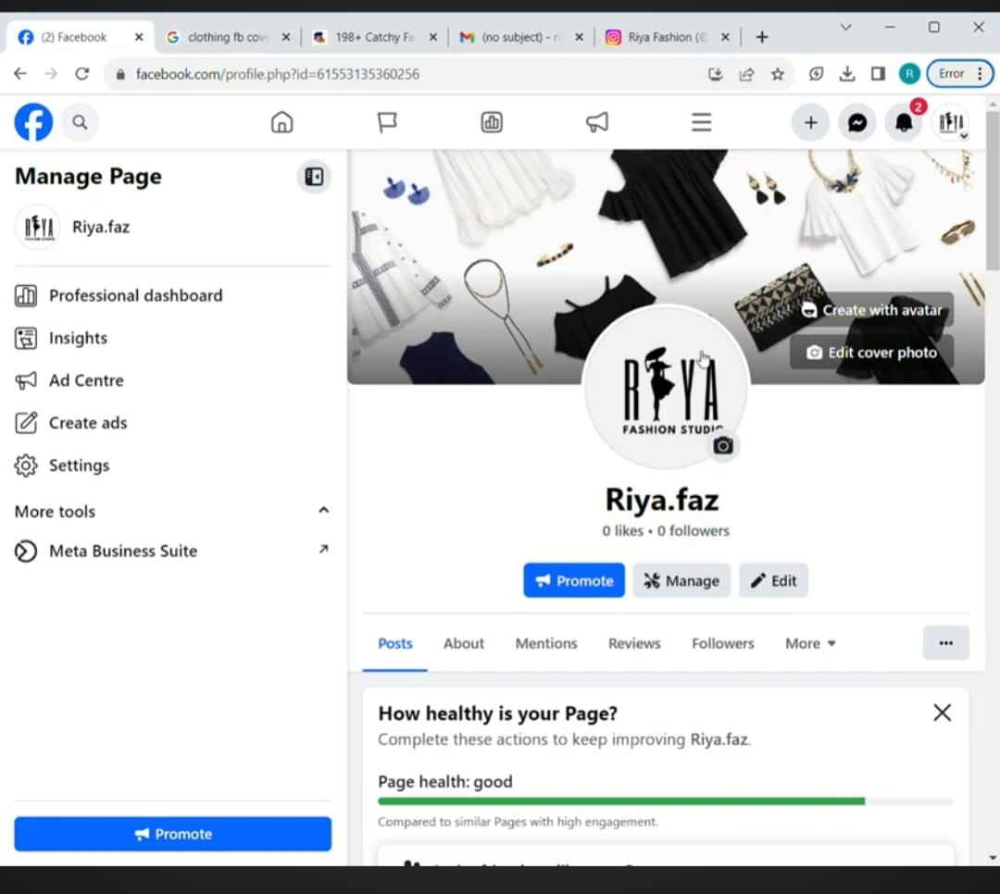 (2) Facebook
clothing fb cove
198+ Catchy Fa
(no subject) - ri
Riya Fashion (@
facebook.com/profile.php?id=61553135360256
R
Error
2
Manage Page
Riya.faz
Professional dashboard
Insights
Ad Centre
Create ads
Settings
More tools
Meta Business Suite
Promote
Create with avatar
Edit cover photo
RIYA
FASHION STUDIO
Riya.faz
0 likes • 0 followers
Promote
Manage
Edit
Posts
About
Mentions
Reviews
Followers
More
How healthy is your Page?
Complete these actions to keep improving Riya.faz.
Page health: good
Compared to similar Pages with high engagement.